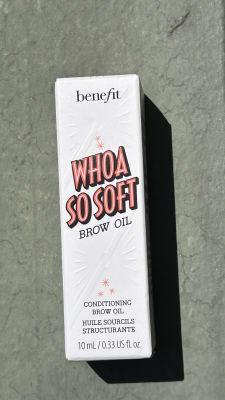 benefit
WHOA
SO SOFT
BROW OIL
CONDITIONING
BROW OIL
HUILE SOURCILS
STRUCTURANTE
10 mL / 0.33 US fl. oz.